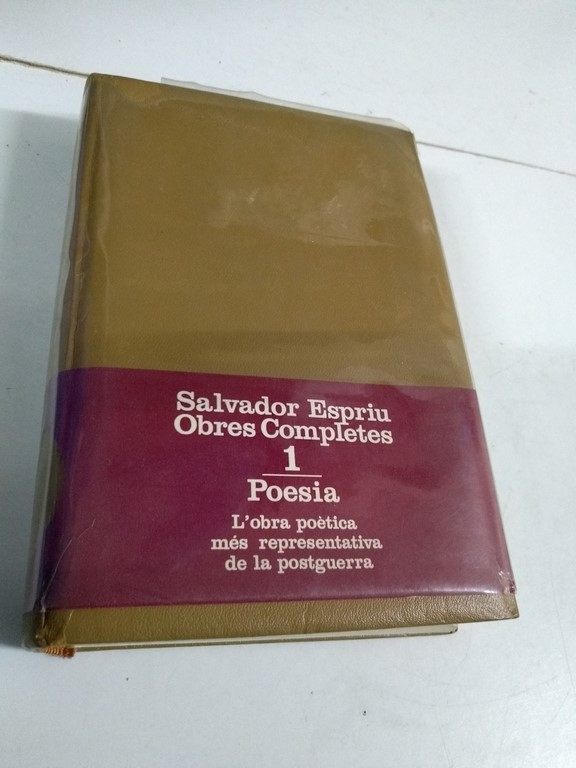 Salvador Espriu
Obres Completes
1
Poesia
L'obra poètica
més representativa
de la postguerra